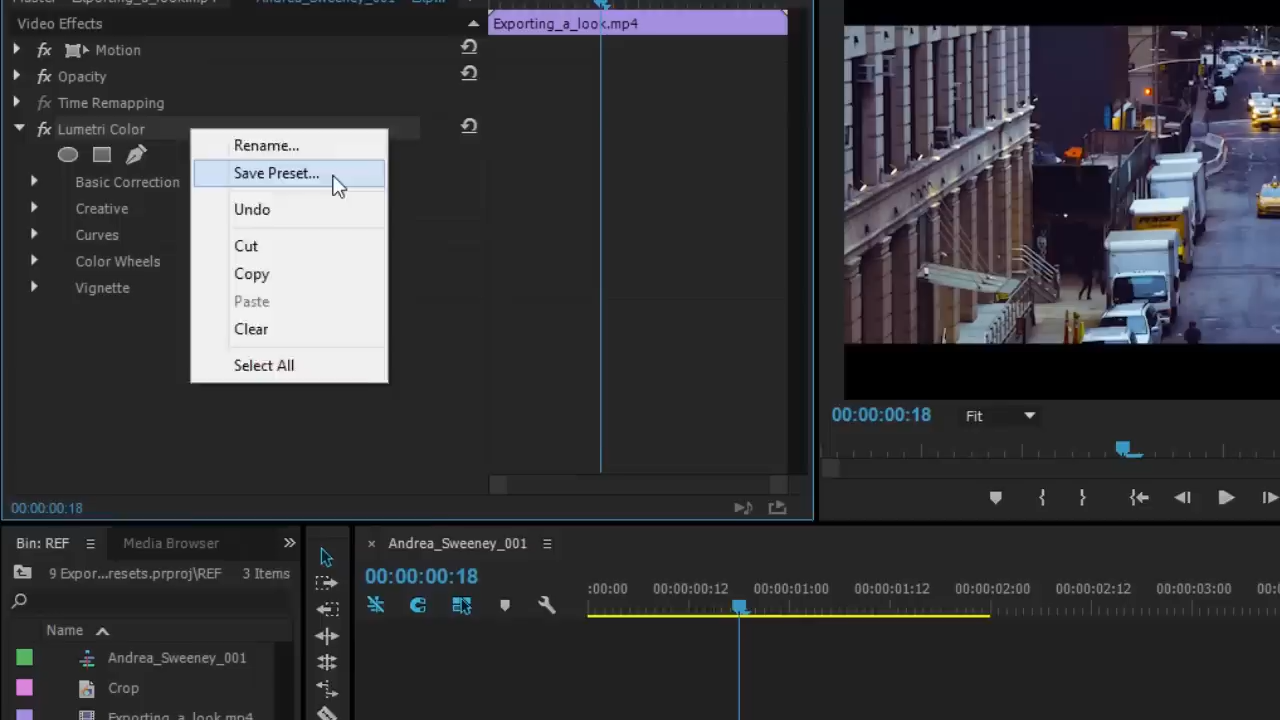 Video Effects
Exporting_a_look.mp4
fx Motion
fx Opacity
fx Time Remapping
fx Lumetri Color
Basic Correction
Creative
Curves
Color Wheels
Vignette
Rename...
Save Preset...
Undo
Cut
Copy
Paste
Clear
Select All
PENSKE
00:00:00:18
00:00:00:18
Fit
Bin: REF
Media Browser
9 Expor...resets.prproj\REF
3 Items
Name
Andrea_Sweeney_001
Crop
Exporting_a_look.mp4
× Andrea_Sweeney_001
00:00:00:18
:00:00
00:00:00:12
00:00:01:00
00:00:01:12
00:00:02:00
00:00:02:12
00:00:03:00